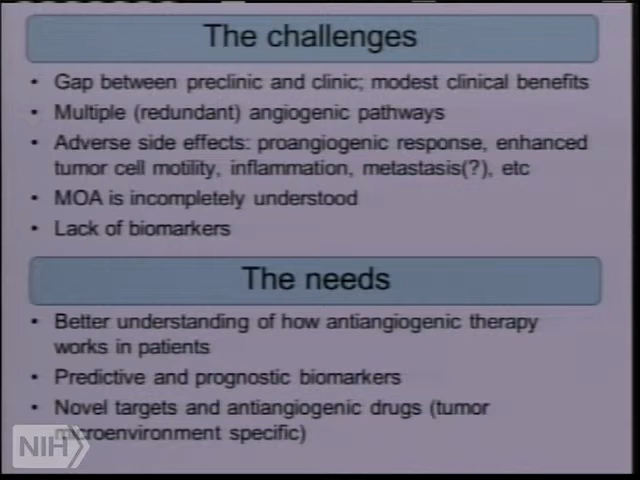 The challenges
• Gap between preclinic and clinic; modest clinical benefits
• Multiple (redundant) angiogenic pathways
• Adverse side effects: proangiogenic response, enhanced
tumor cell motility, inflammation, metastasis(?), etc
• MOA is incompletely understood
• Lack of biomarkers
The needs
• Better understanding of how antiangiogenic therapy
works in patients
• Predictive and prognostic biomarkers
• Novel targets and antiangiogenic drugs (tumor
microenvironment specific)
NIH